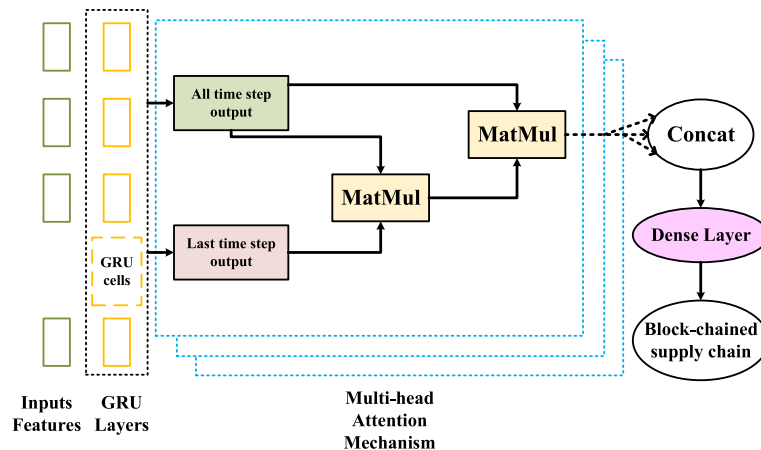 All time step
output
MatMul
Concat
MatMul
Last time step
output
GRU
cells
Dense Layer
Block-chained
supply chain
Inputs
Features
GRU
Layers
Multi-head
Attention
Mechanism